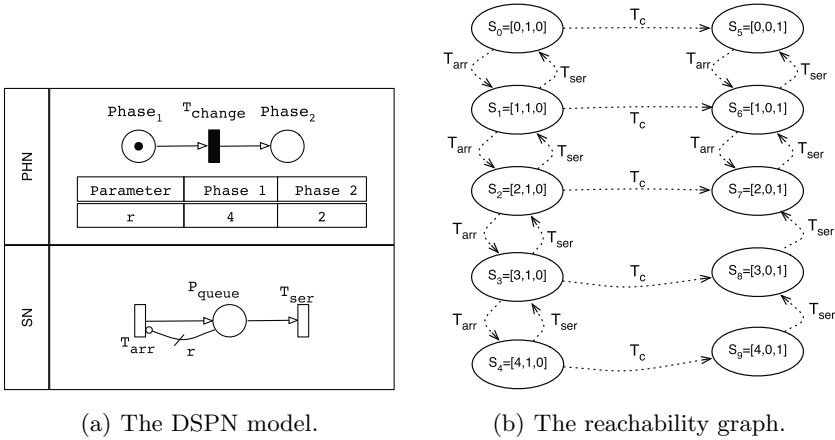 PHN
Phase1 Tchange Phase2
Parameter Phase 1 Phase 2
r 4 2
SN
Pqueue
Tser
Tarr
r
(a) The DSPN model.
S0=[0,1,0] Tc S5=[0,0,1]
Tarr Tser Tarr Tser
S1=[1,1,0] Tc S6=[1,0,1]
Tarr Tser Tarr Tser
S2=[2,1,0] Tc S7=[2,0,1]
Tarr Tser Tser
S3=[3,1,0] Tc S8=[3,0,1]
Tarr Tser Tser
S4=[4,1,0] Tc S9=[4,0,1]
(b) The reachability graph.